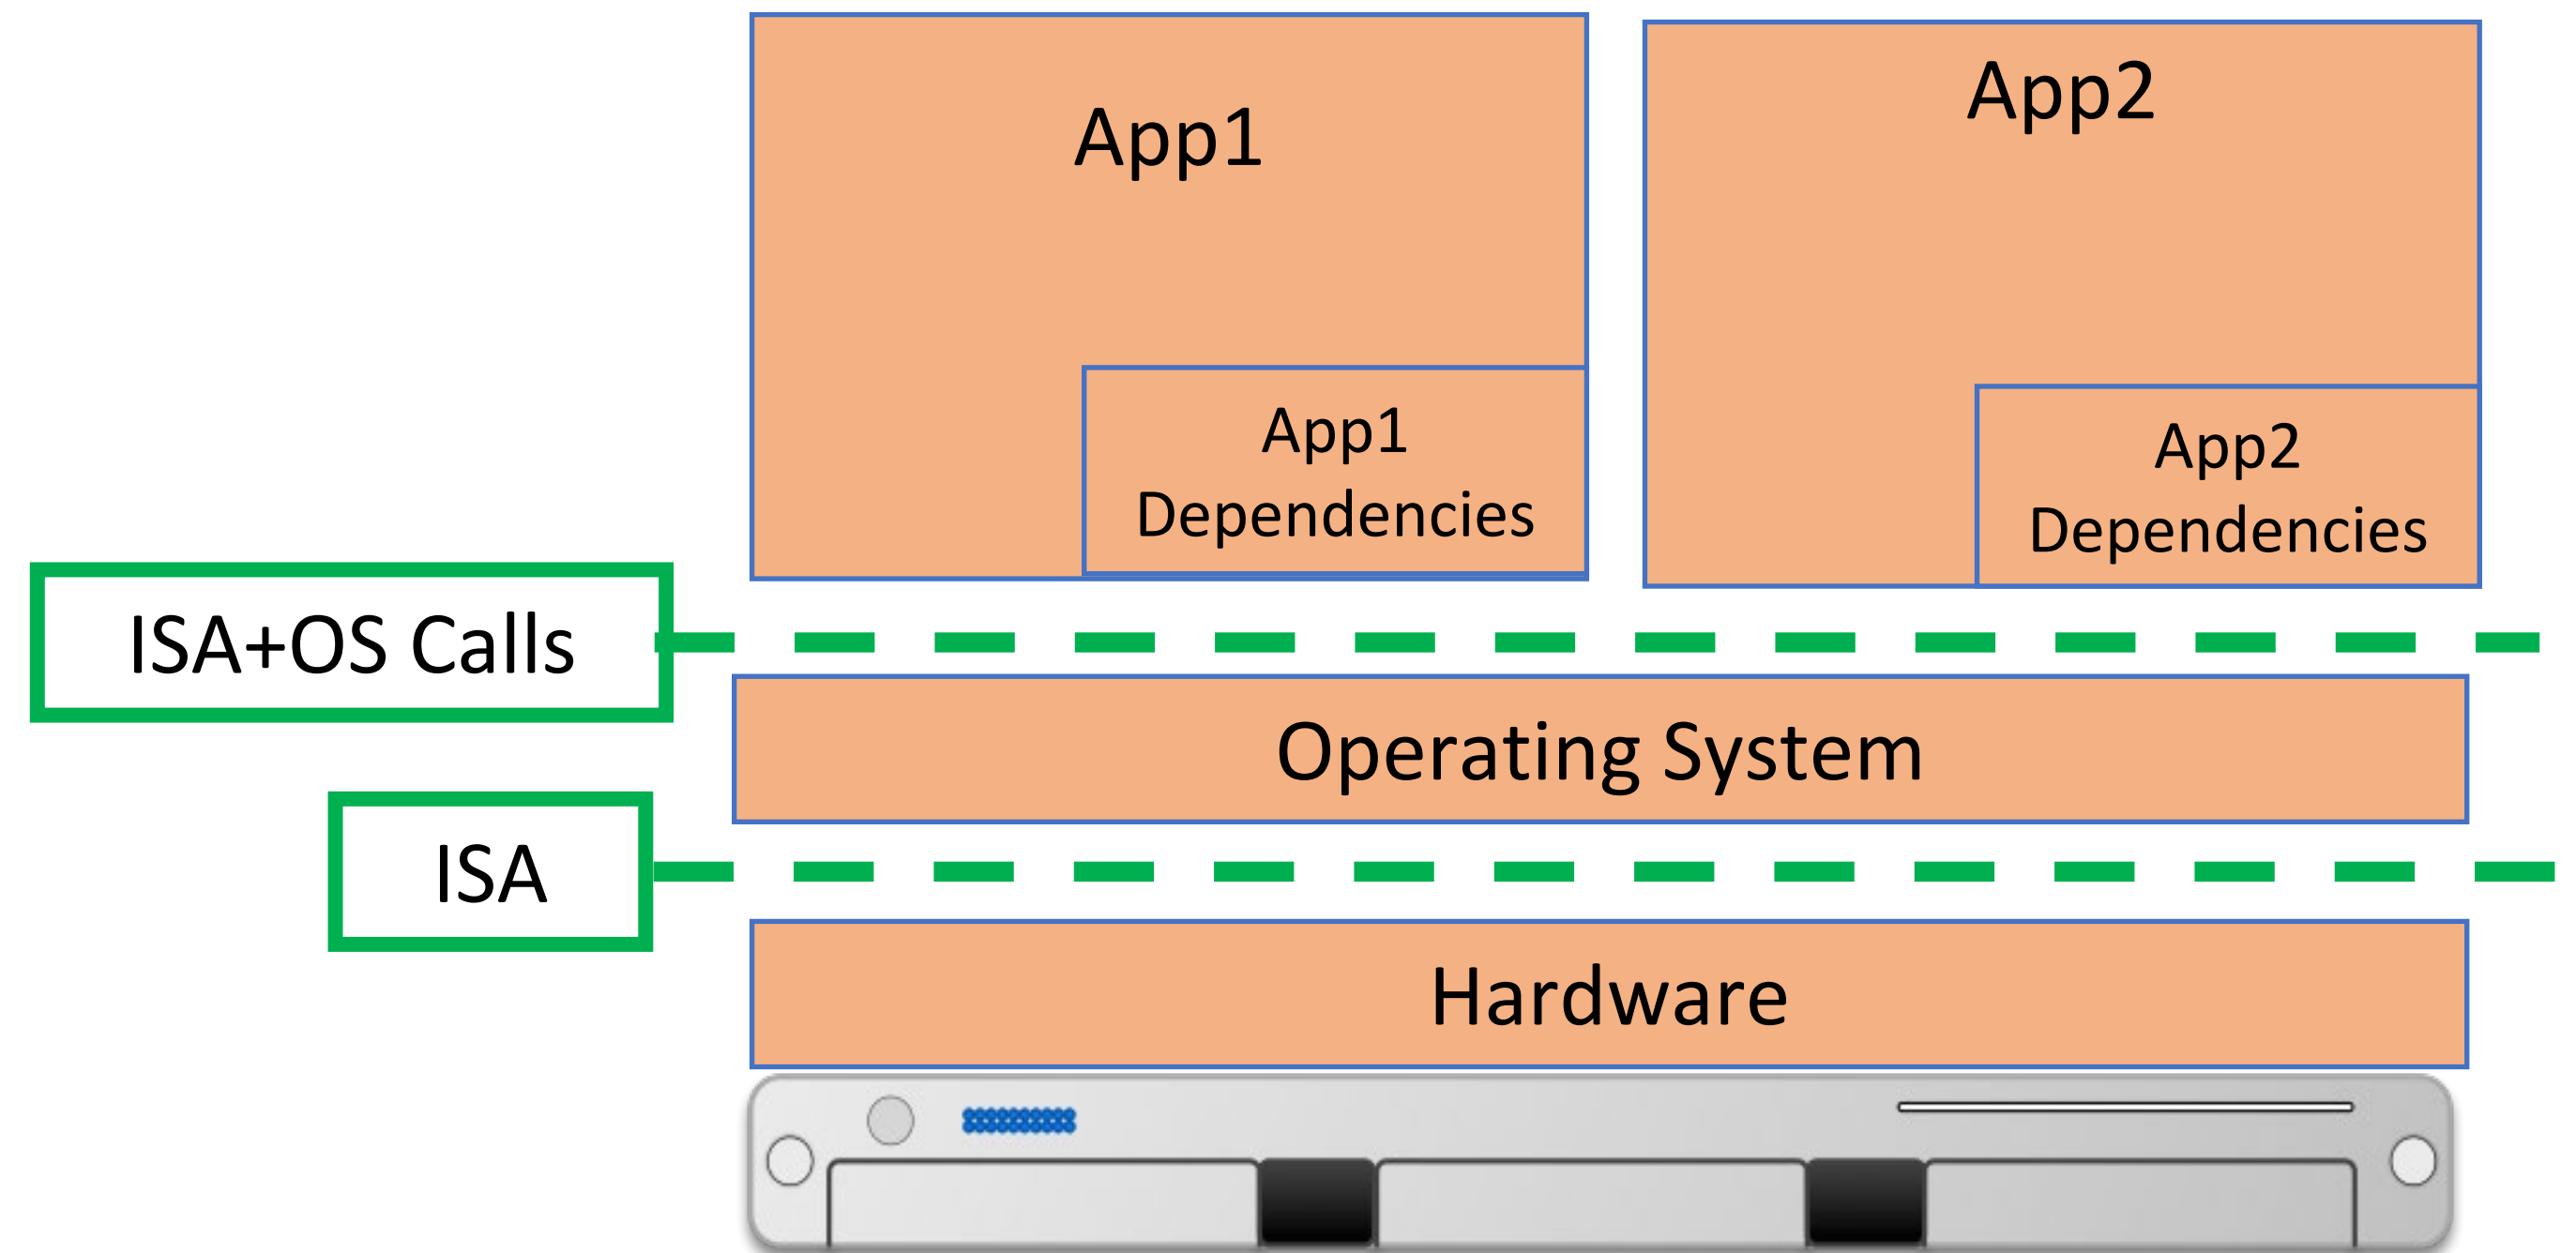 App1
App2
App1
Dependencies
App2
Dependencies
ISA+OS Calls
Operating System
ISA
Hardware